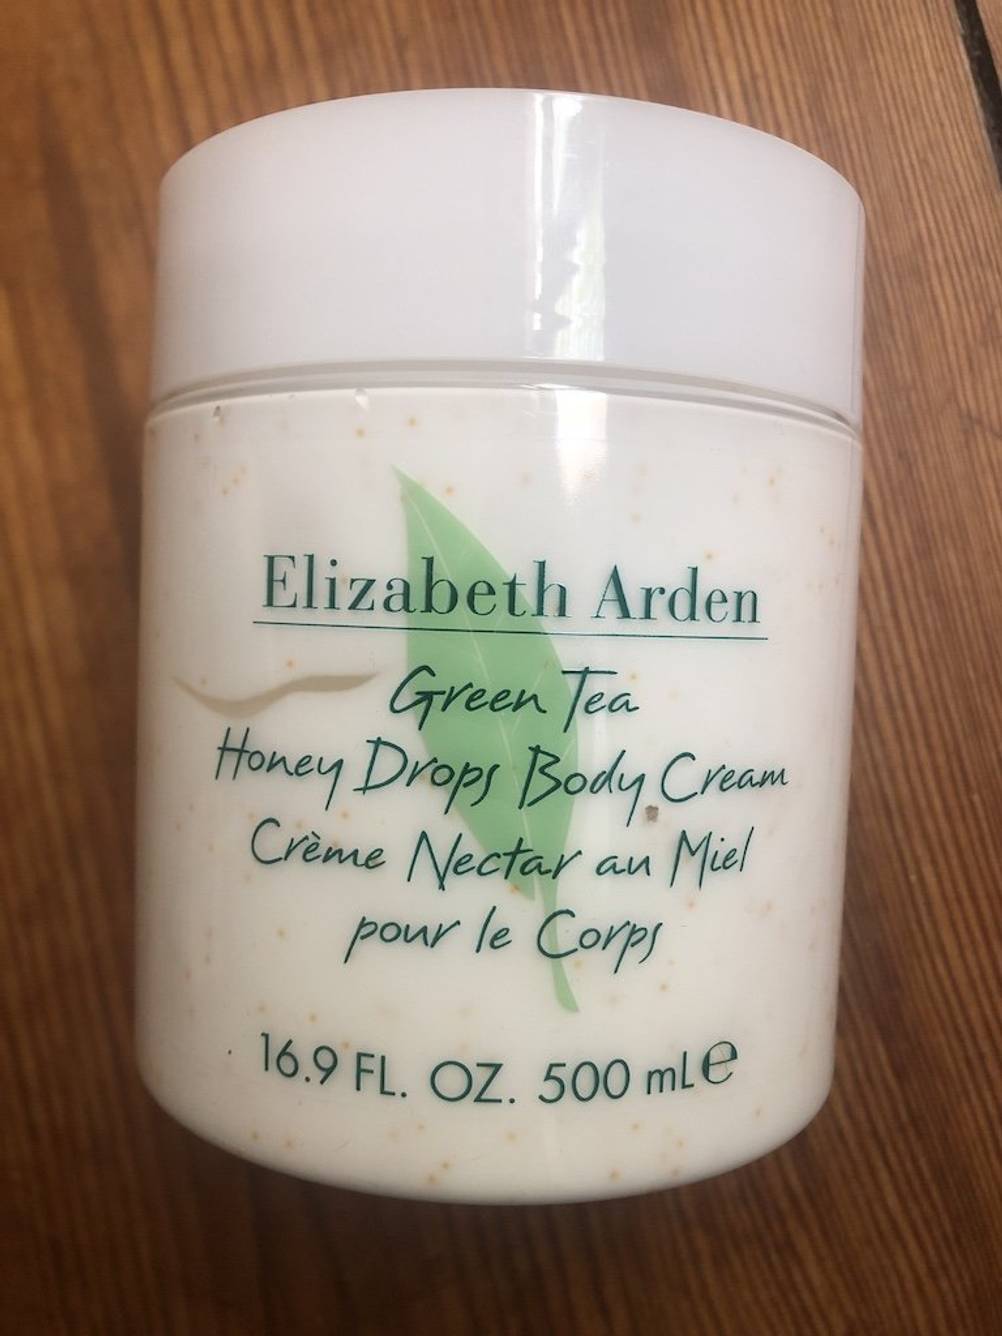 Elizabeth Arden
Green Tea
Honey Drops Body Cream
Crème Nectar au Miel
pour le Corps
16.9 FL. OZ. 500 mL ℮